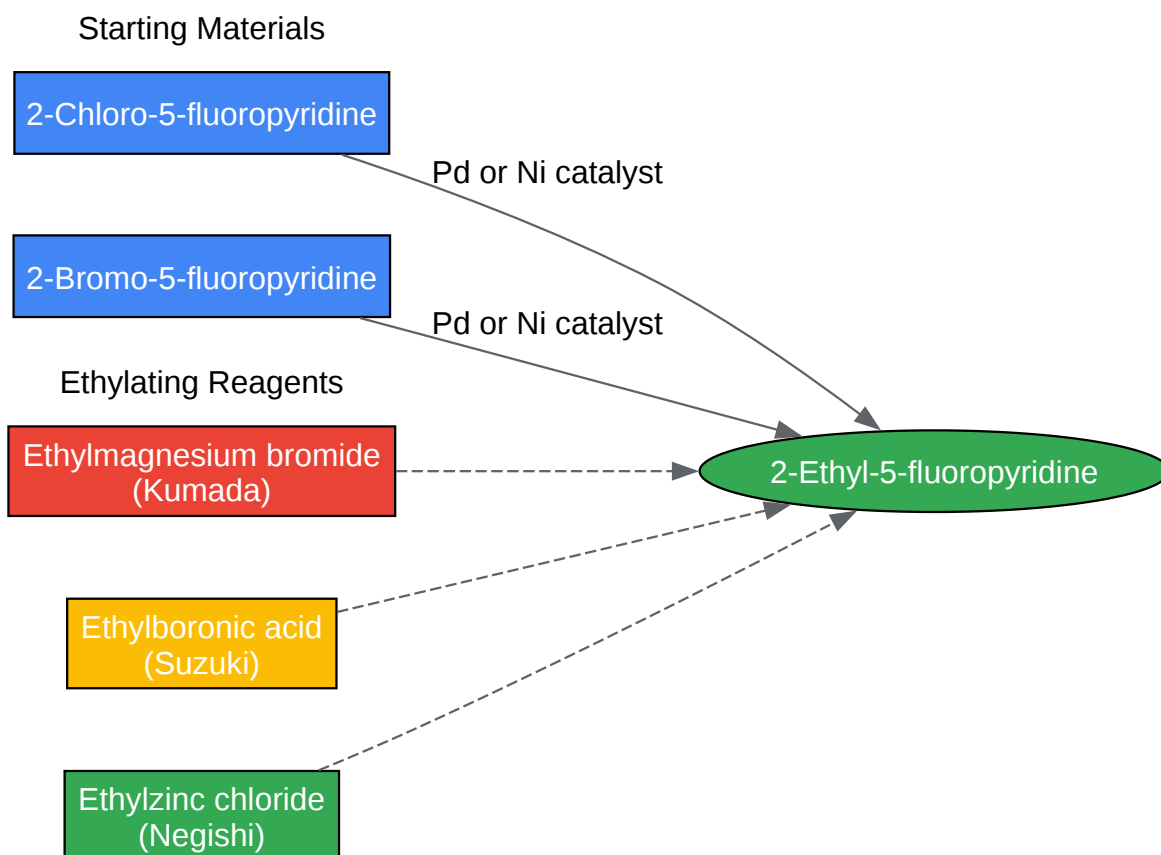 Starting Materials
2-Chloro-5-fluoropyridine
Pd or Ni catalyst
2-Bromo-5-fluoropyridine
Pd or Ni catalyst
Ethylating Reagents
Ethylmagnesium bromide
(Kumada)
2-Ethyl-5-fluoropyridine
Ethylboronic acid
(Suzuki)
Ethylzinc chloride
(Negishi)